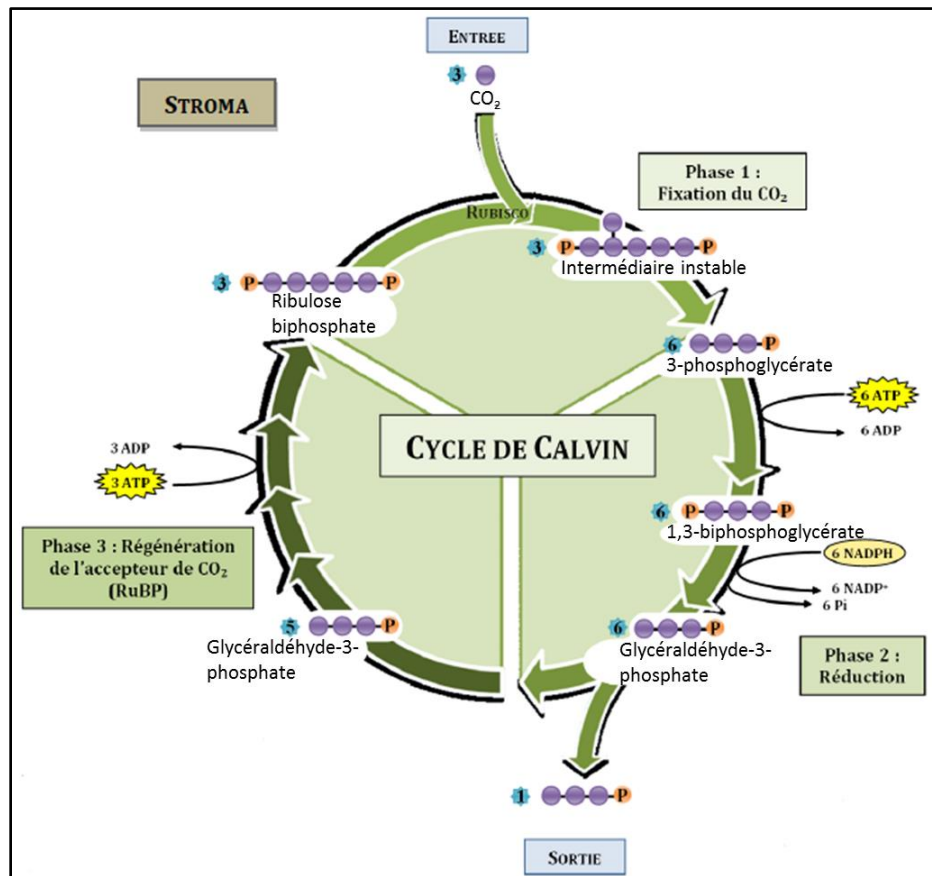 ENTREE
3
CO₂
STROMA
Phase 1 :
Fixation du CO₂
RUBISCO
3 P P
Intermédiaire instable
3 P P
Ribulose
biphosphate
6 P
3-phosphoglycérate
6 ATP
6 ADP
CYCLE DE CALVIN
3 ADP
3 ATP
6 P P
1,3-biphosphoglycérate
6 NADPH
6 NADP⁺
6 Pi
Phase 3 : Régénération
de l'accepteur de CO₂
(RuBP)
5 P
Glycéraldéhyde-3-
phosphate
6 P
Glycéraldéhyde-3-
phosphate
Phase 2 :
Réduction
1 P
SORTIE